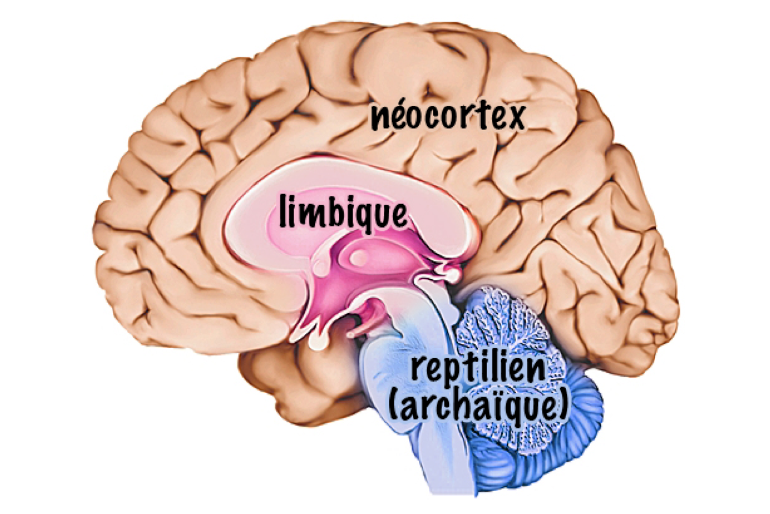 néocortex
limbique
reptilien
(archaïque)